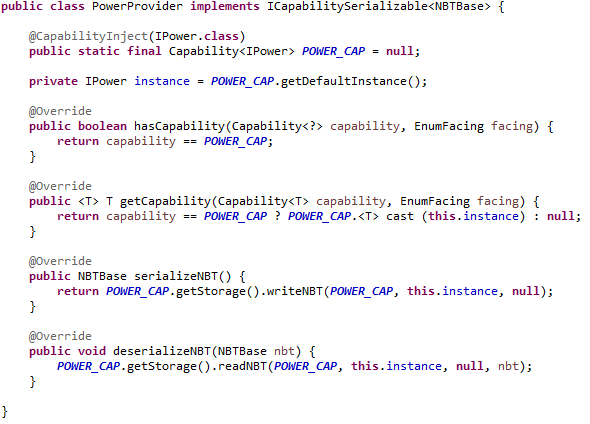 public class PowerProvider implements ICapabilitySerializable<NBTBase> {
@CapabilityInject(IPower.class)
public static final Capability<IPower> POWER_CAP = null;
private IPower instance = POWER_CAP.getDefaultInstance();
@Override
public boolean hasCapability(Capability<?> capability, EnumFacing facing) {
return capability == POWER_CAP;
}
@Override
public <T> T getCapability(Capability<T> capability, EnumFacing facing) {
return capability == POWER_CAP ? POWER_CAP.<T> cast (this.instance) : null;
}
@Override
public NBTBase serializeNBT() {
return POWER_CAP.getStorage().writeNBT(POWER_CAP, this.instance, null);
}
@Override
public void deserializeNBT(NBTBase nbt) {
POWER_CAP.getStorage().readNBT(POWER_CAP, this.instance, null, nbt);
}
}